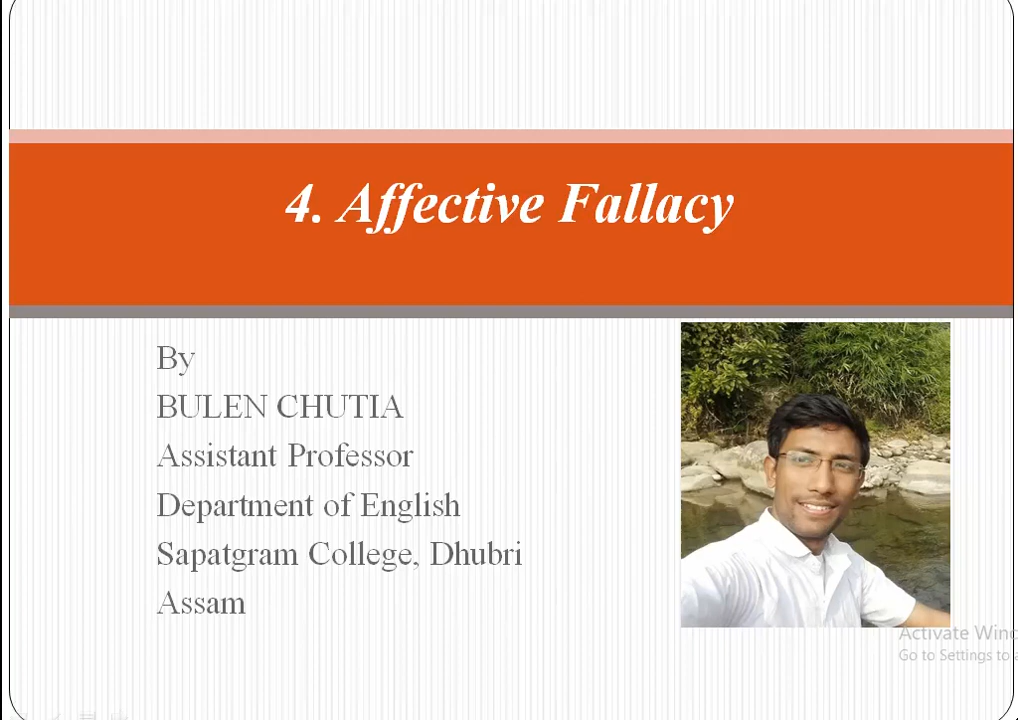 4. Affective Fallacy
By
BULEN CHUTIA
Assistant Professor
Department of English
Sapatgram College, Dhubri
Assam
Activate Winc
Go to Settings to a